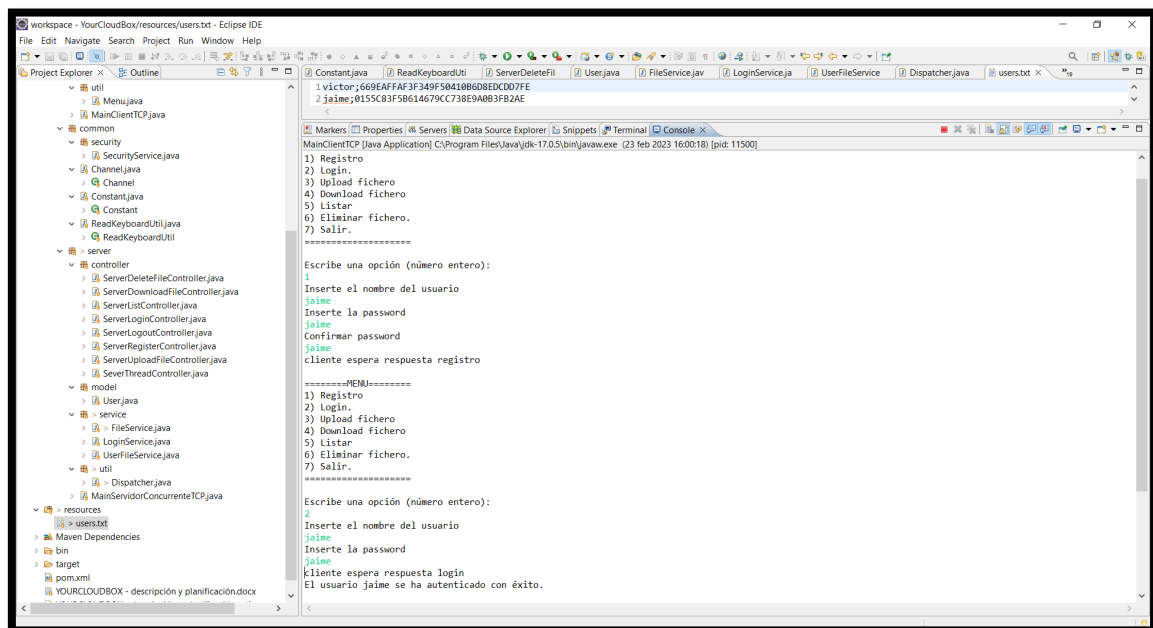 workspace - YourCloudBox/resources/users.txt - Eclipse IDE
File Edit Navigate Search Project Run Window Help
Project Explorer Outline
util
Menu.java
MainClientTCP.java
common
security
SecurityService.java
Channel.java
Channel
Constant.java
Constant
ReadKeyboardUtil.java
ReadKeyboardUtil
> server
controller
ServerDeleteFileController.java
ServerDownloadFileController.java
ServerListController.java
ServerLoginController.java
ServerLogoutController.java
ServerRegisterController.java
ServerUploadFileController.java
SeverThreadController.java
model
User.java
> service
> FileService.java
LoginService.java
UserFileService.java
> util
> Dispatcher.java
MainServidorConcurrenteTCP.java
> resources
> users.txt
Maven Dependencies
bin
target
pom.xml
YOURCLOUDBOX - descripción y planificación.docx
Constant.java ReadKeyboardUti ServerDeleteFil User.java FileService.jav LoginService.ja UserFileService Dispatcher.java users.txt »19
1 victor;669EAFFAF3F349F50410B6D8EDCDD7FE
2 jaime;0155C83F5B614679CC738E9A0B3FB2AE
Markers Properties Servers Data Source Explorer Snippets Terminal Console
MainClientTCP [Java Application] C:\Program Files\Java\jdk-17.0.5\bin\javaw.exe (23 feb 2023 16:00:18) [pid: 11500]
1) Registro
2) Login.
3) Upload fichero
4) Download fichero
5) Listar
6) Eliminar fichero.
7) Salir.
====================
Escribe una opción (número entero):
1
Inserte el nombre del usuario
jaime
Inserte la password
jaime
Confirmar password
jaime
cliente espera respuesta registro
========MENU========
1) Registro
2) Login.
3) Upload fichero
4) Download fichero
5) Listar
6) Eliminar fichero.
7) Salir.
====================
Escribe una opción (número entero):
2
Inserte el nombre del usuario
jaime
Inserte la password
jaime
cliente espera respuesta login
El usuario jaime se ha autenticado con éxito.